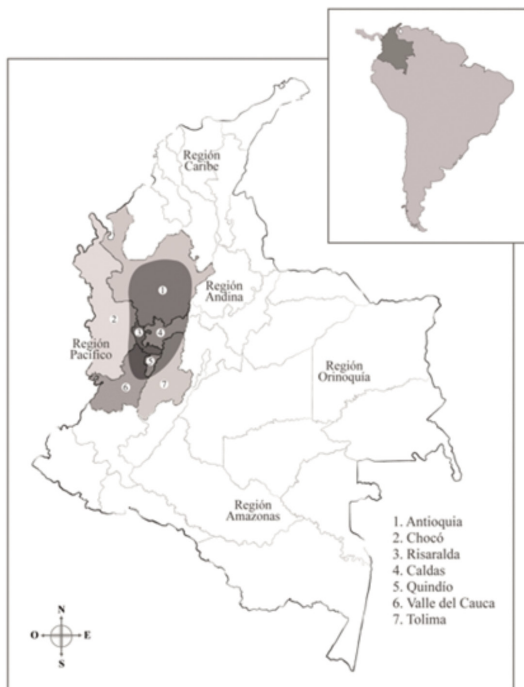 Región
Caribe
1
Región
Andina
2
3
4
Región
Pacífico
5
6
7
Región
Orinoquía
Región
Amazonas
1. Antioquia
2. Chocó
3. Risaralda
4. Caldas
5. Quindío
6. Valle del Cauca
7. Tolima
N
O
E
S